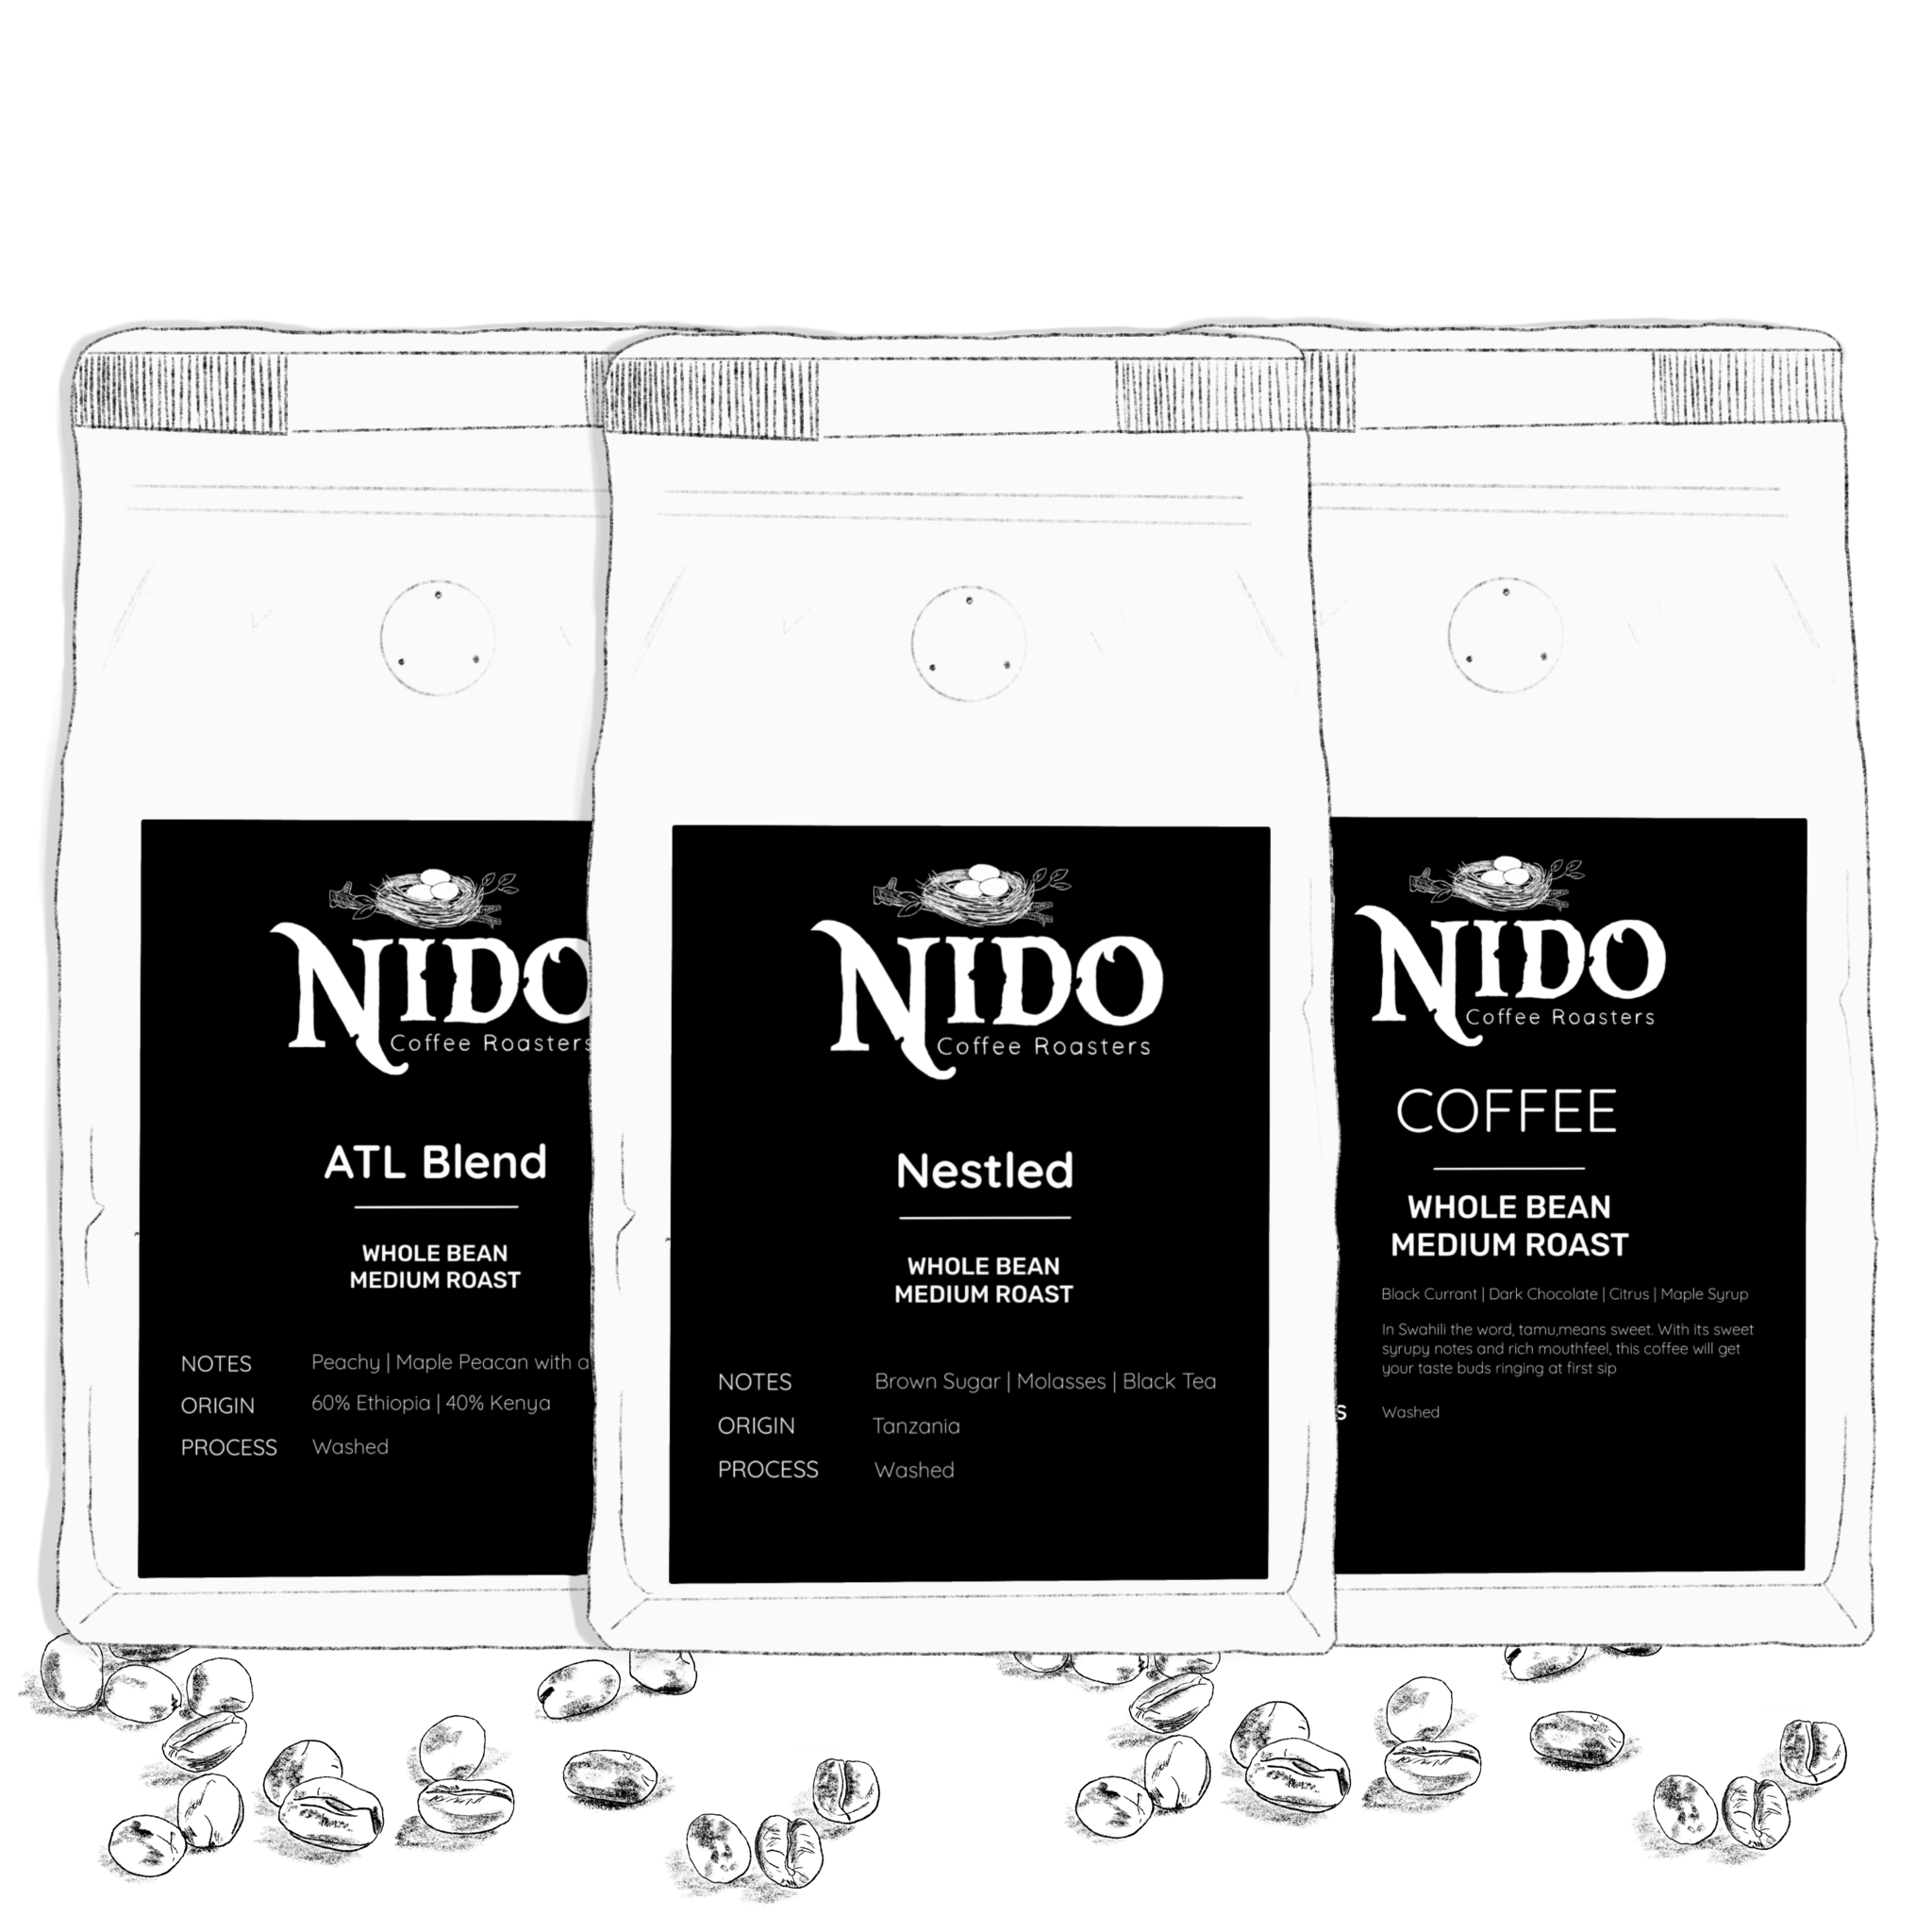 NIDO
Coffee Roasters
ATL Blend
WHOLE BEAN
MEDIUM ROAST
NOTES Peachy | Maple Peacan with a
ORIGIN 60% Ethiopia | 40% Kenya
PROCESS Washed
NIDO
Coffee Roasters
Nestled
WHOLE BEAN
MEDIUM ROAST
NOTES Brown Sugar | Molasses | Black Tea
ORIGIN Tanzania
PROCESS Washed
NIDO
Coffee Roasters
COFFEE
WHOLE BEAN
MEDIUM ROAST
Black Currant | Dark Chocolate | Citrus | Maple Syrup
In Swahili the word, tamu,means sweet. With its sweet
syrupy notes and rich mouthfeel, this coffee will get
your taste buds ringing at first sip
S Washed